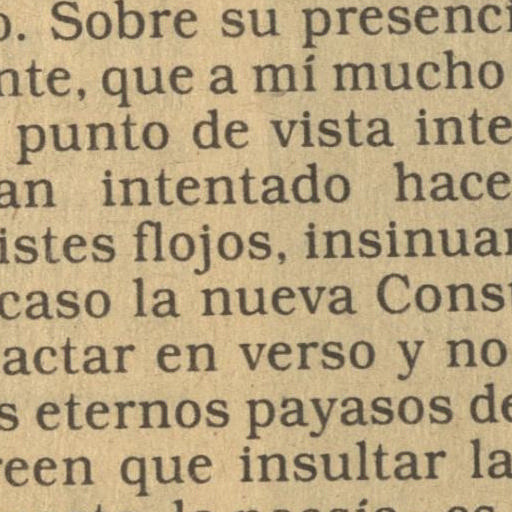 o. Sobre su presenci
nte, que a mí mucho
punto de vista inte
an intentado hace
istes flojos, insinuar
caso la nueva Cons
actar en verso y no
s eternos payasos de
reen que insultar la